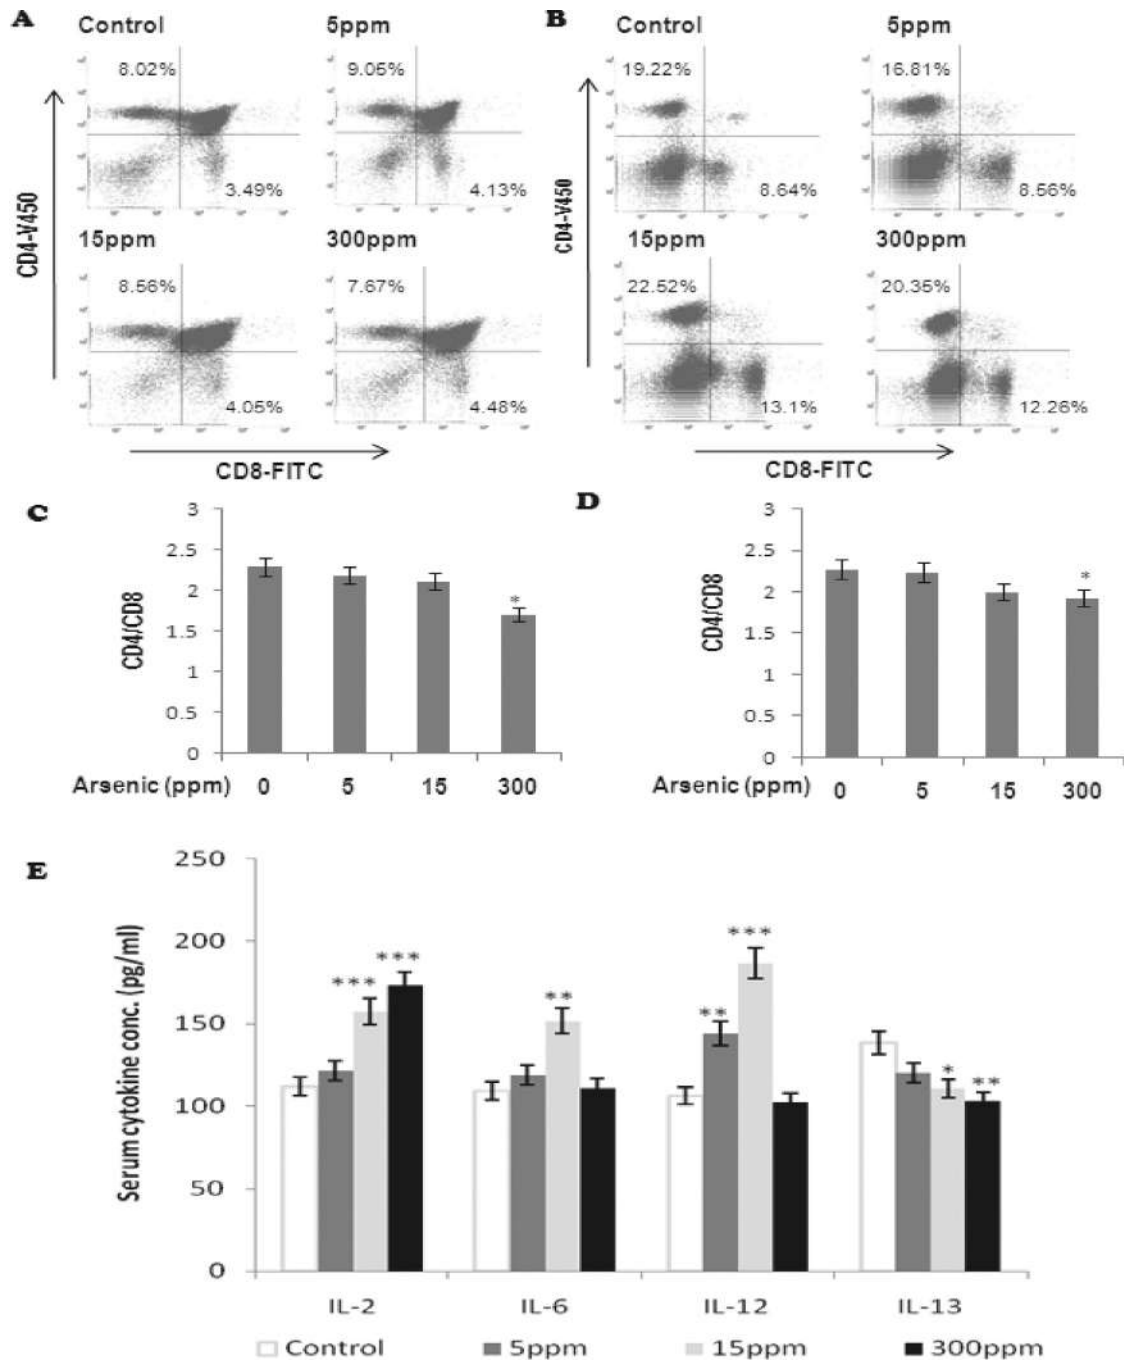 A
Control
5ppm
8.02%
9.05%
3.49%
4.13%
15ppm
300ppm
8.56%
7.67%
4.05%
4.48%
CD4-V450
CD8-FITC
B
Control
5ppm
19.22%
16.81%
8.64%
8.56%
15ppm
300ppm
22.52%
20.35%
13.1%
12.26%
CD4-V450
CD8-FITC
C
3
2.5
2
1.5
1
0.5
0
CD4/CD8
*
Arsenic (ppm) 0 5 15 300
D
3
2.5
2
1.5
1
0.5
0
CD4/CD8
*
Arsenic (ppm) 0 5 15 300
E
250
200
150
100
50
0
Serum cytokine conc. (pg/ml)
*** ***
**
** ***
* **
IL-2 IL-6 IL-12 IL-13
Control 5ppm 15ppm 300ppm